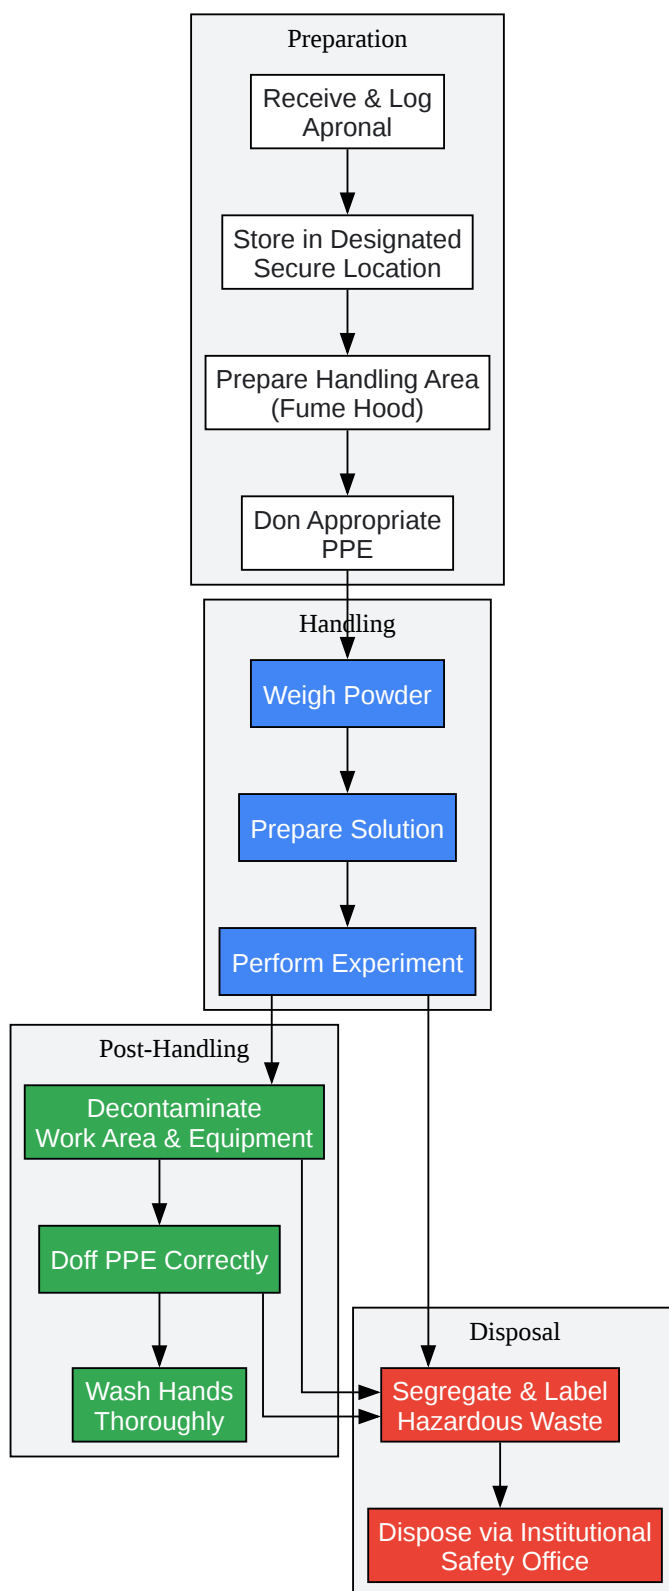 Preparation
Receive & Log
Apronal
Store in Designated
Secure Location
Prepare Handling Area
(Fume Hood)
Don Appropriate
PPE
Handling
Weigh Powder
Prepare Solution
Perform Experiment
Post-Handling
Decontaminate
Work Area & Equipment
Doff PPE Correctly
Wash Hands
Thoroughly
Disposal
Segregate & Label
Hazardous Waste
Dispose via Institutional
Safety Office